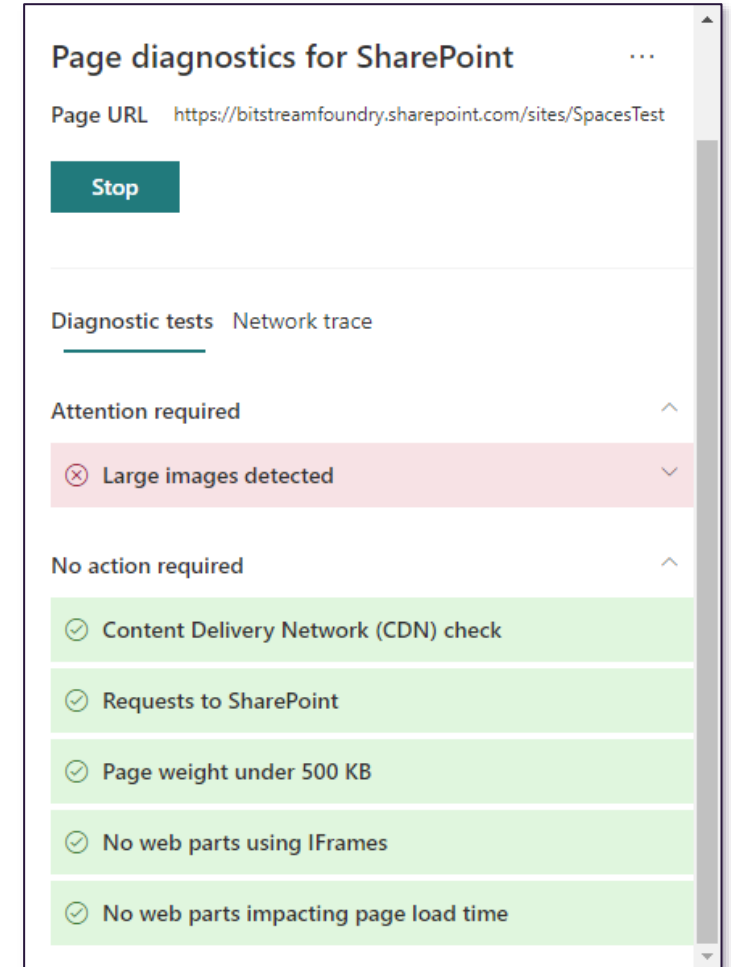 Page diagnostics for SharePoint ...
Page URL https://bitstreamfoundry.sharepoint.com/sites/SpacesTest
Stop
Diagnostic tests Network trace
Attention required
Large images detected
No action required
Content Delivery Network (CDN) check
Requests to SharePoint
Page weight under 500 KB
No web parts using IFrames
No web parts impacting page load time